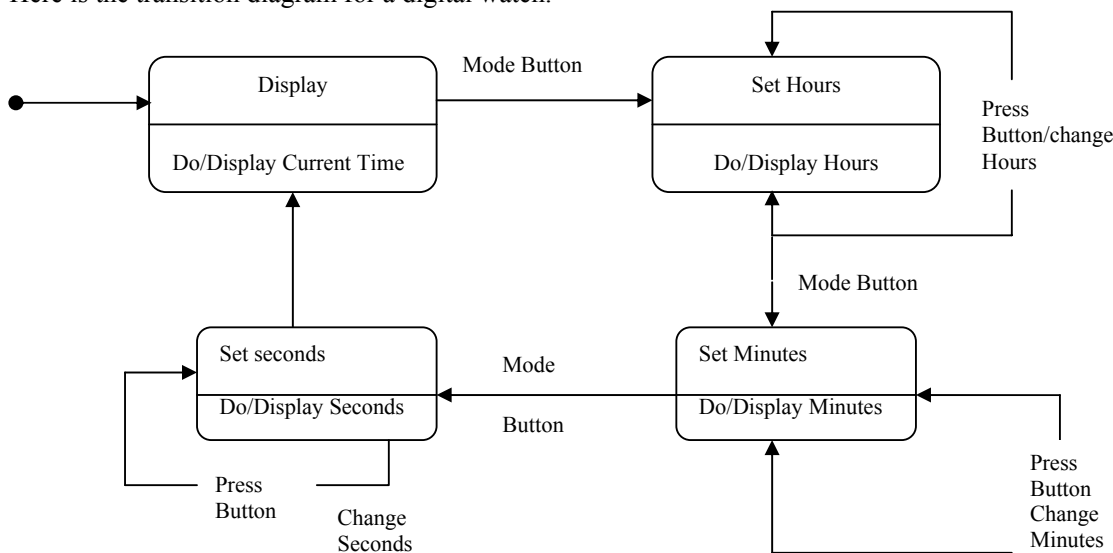 Here is the transition diagram for a digital watch:
Mode Button
Display
Set Hours
Press
Button/change
Hours
Do/Display Current Time
Do/Display Hours
Mode Button
Set seconds
Mode
Set Minutes
Do/Display Seconds
Do/Display Minutes
Button
Press
Button
Change
Seconds
Press
Button
Change
Minutes